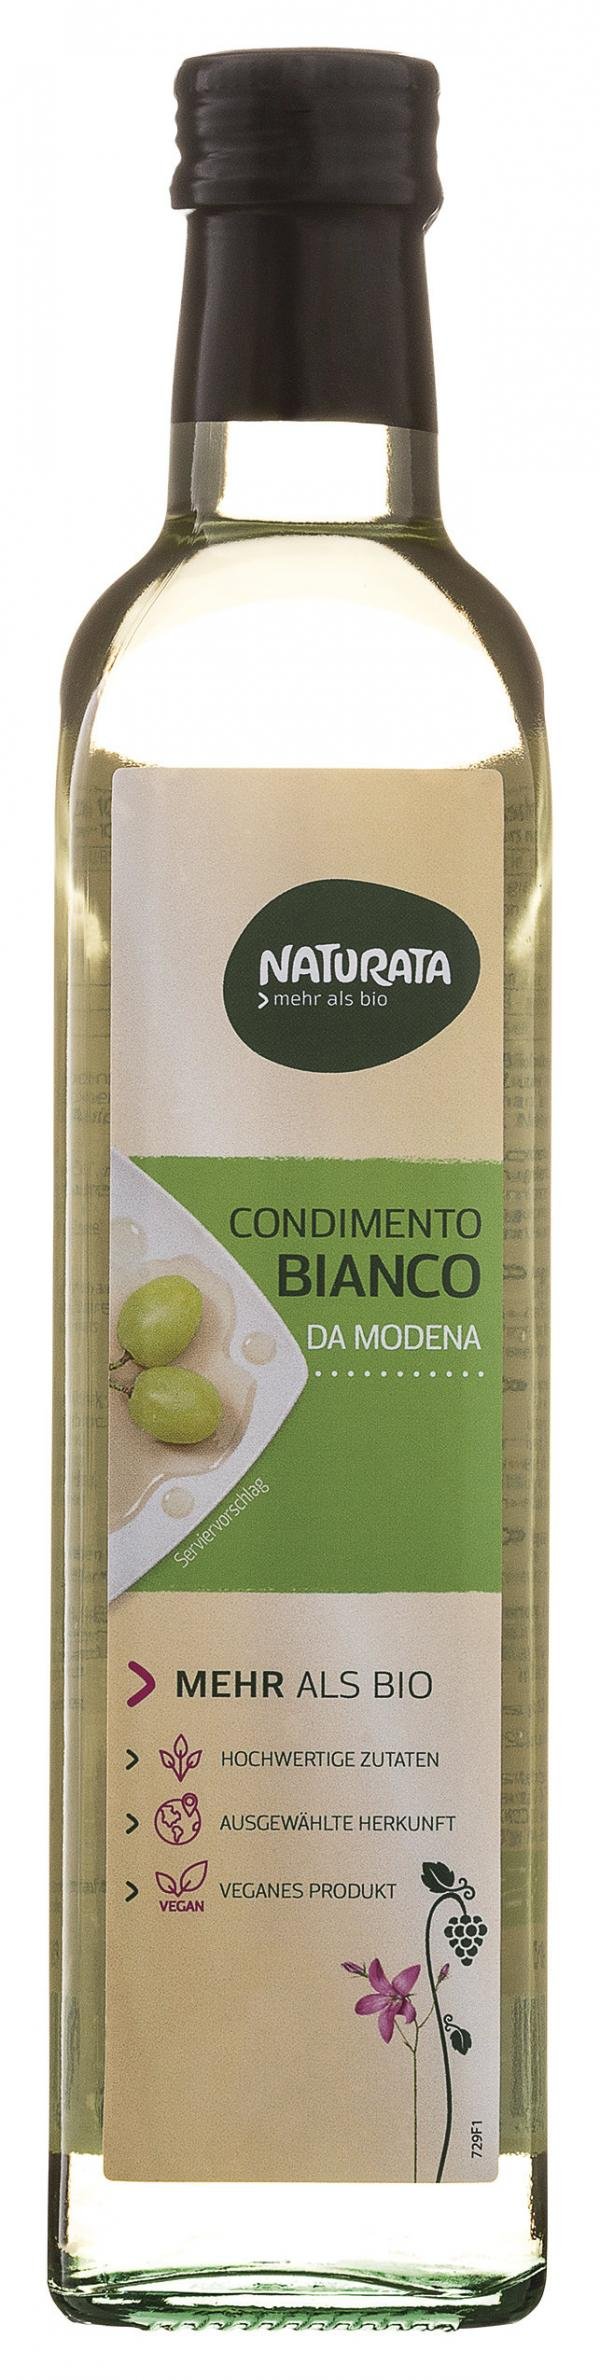 NATURATA
mehr als bio
CONDIMENTO
BIANCO
DA MODENA
Serviervorschlag
MEHR ALS BIO
HOCHWERTIGE ZUTATEN
AUSGEWÄHLTE HERKUNFT
VEGAN
VEGANES PRODUKT
729F1